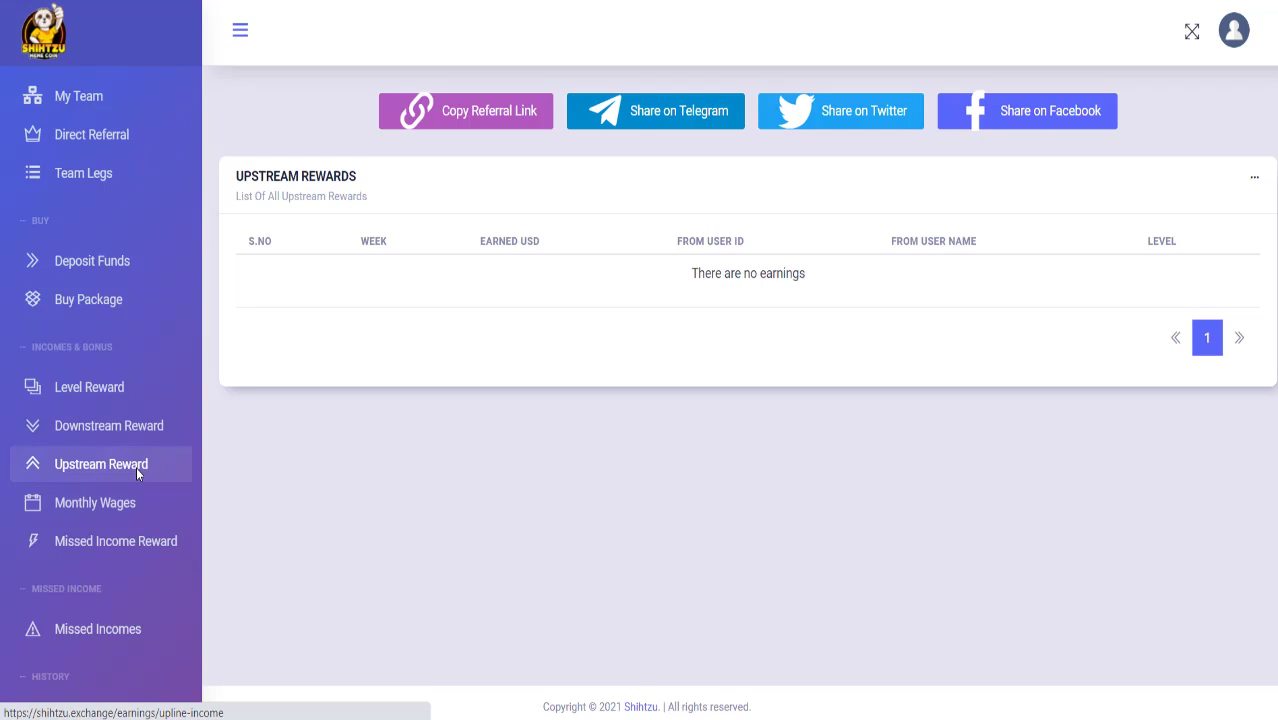 SHIHTZU
MEME COIN
My Team
Direct Referral
Team Legs
BUY
Deposit Funds
Buy Package
INCOMES & BONUS
Level Reward
Downstream Reward
Upstream Reward
Monthly Wages
Missed Income Reward
MISSED INCOME
Missed Incomes
HISTORY
https://shihtzu.exchange/earnings/upline-income
Copy Referral Link
Share on Telegram
Share on Twitter
Share on Facebook
UPSTREAM REWARDS
...
List Of All Upstream Rewards
S.NO WEEK EARNED USD FROM USER ID FROM USER NAME LEVEL
There are no earnings
« 1 »
Copyright © 2021 Shihtzu. | All rights reserved.